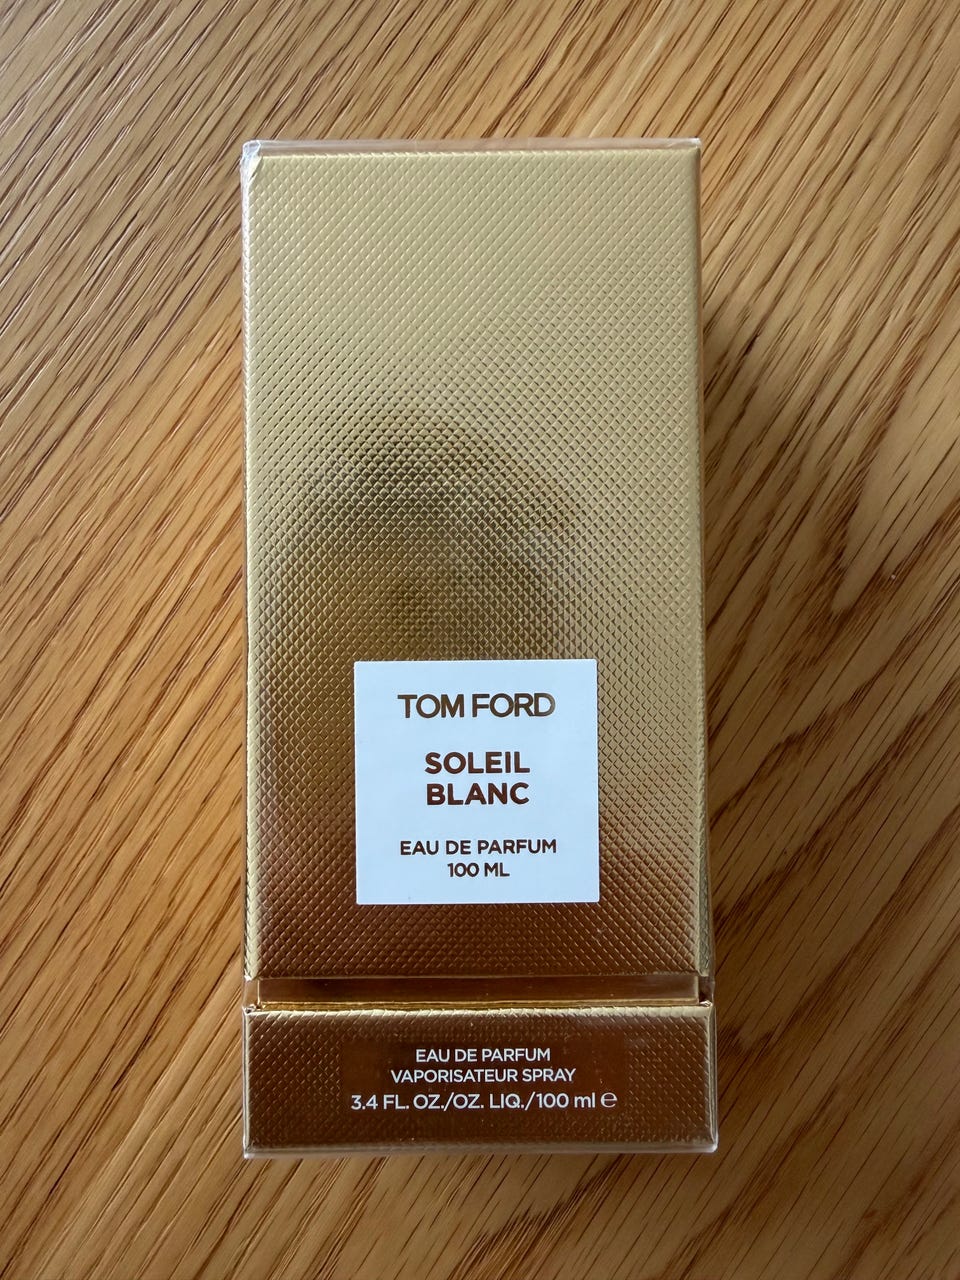 TOM FORD
SOLEIL
BLANC
EAU DE PARFUM
100 ML
EAU DE PARFUM
VAPORISATEUR SPRAY
3.4 FL. OZ./OZ. LIQ./100 ml ℮